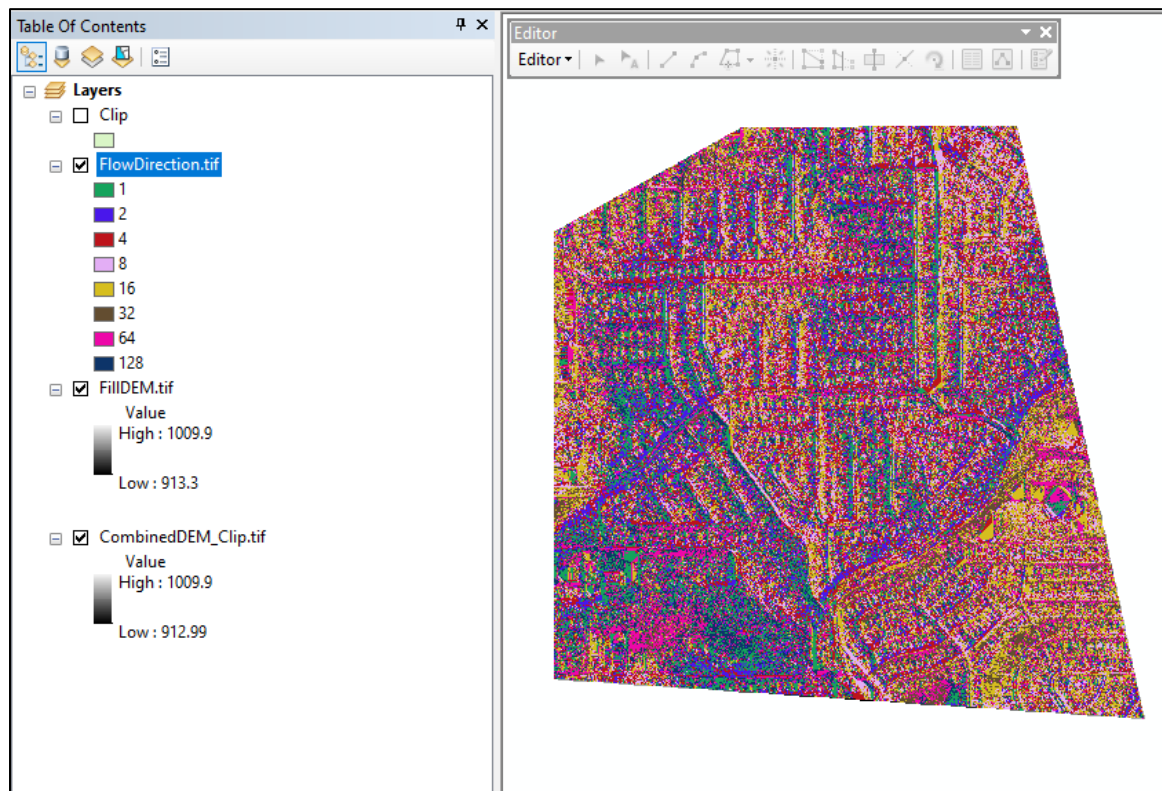 Table Of Contents
Layers
Clip
FlowDirection.tif
1
2
4
8
16
32
64
128
FillDEM.tif
Value
High : 1009.9
Low : 913.3
CombinedDEM_Clip.tif
Value
High : 1009.9
Low : 912.99
Editor
Editor